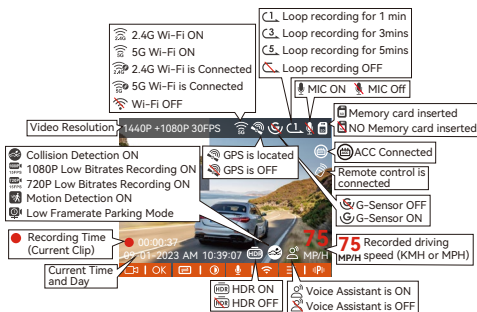 2.4G Wi-Fi ON
5G Wi-Fi ON
2.4G Wi-Fi is Connected
5G Wi-Fi is Connected
Wi-Fi OFF
Loop recording for 1 min
Loop recording for 3mins
Loop recording for 5mins
Loop recording OFF
MIC ON MIC Off
Memory card inserted
NO Memory card inserted
Video Resolution
1440P +1080P 30FPS
GPS is located
GPS is OFF
ACC Connected
Remote control is
connected
Collision Detection ON
1080P Low Bitrates Recording ON
720P Low Bitrates Recording ON
Motion Detection ON
Low Framerate Parking Mode
G-Sensor OFF
G-Sensor ON
Recording Time
(Current Clip)
00:00:37
75
MP/H
75
MP/H
Recorded driving
speed (KMH or MPH)
09-01-2023 AM 10:39:07
HDR
Current Time
and Day
OK
HDR HDR ON
HDR HDR OFF
Voice Assistant is ON
Voice Assistant is OFF